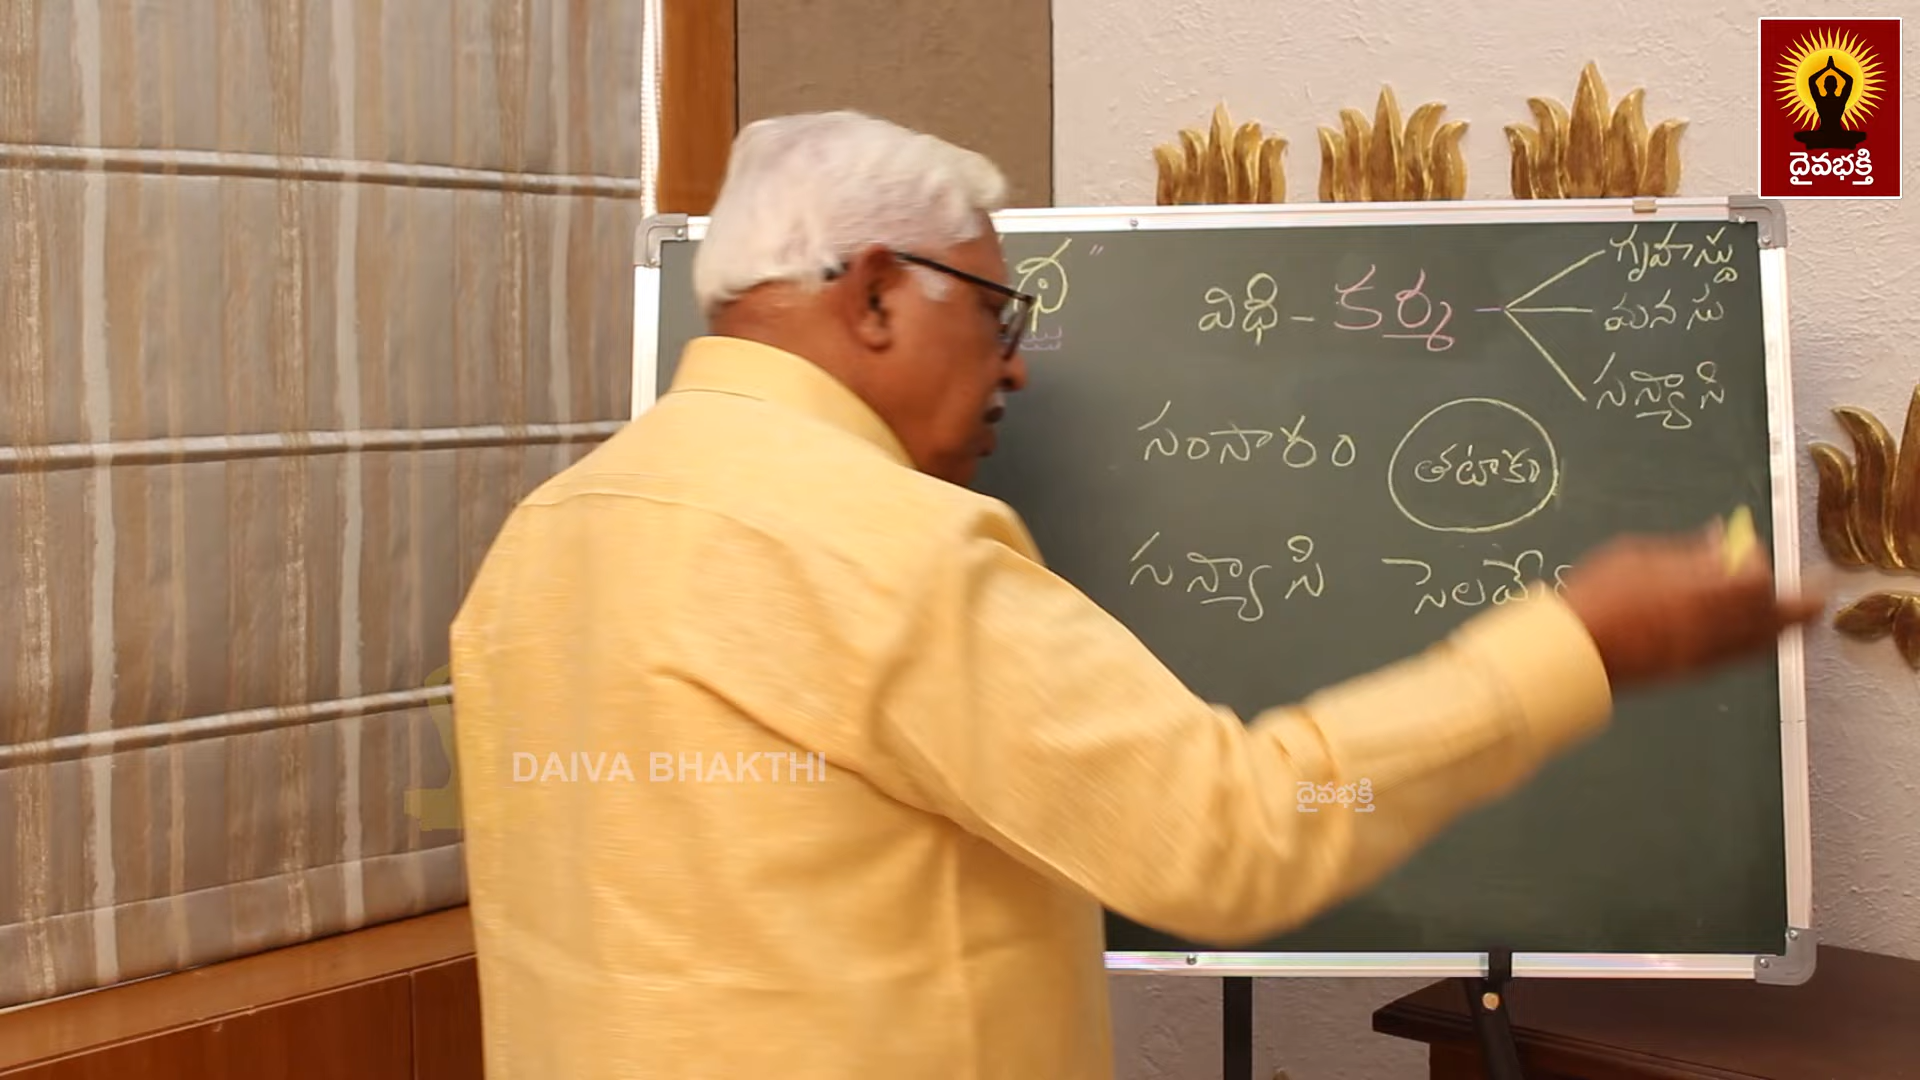 దైవభక్తి
విధి - కర్మ -
గృహస్థు
మనసు
సన్యాసి
సంసారం
తటాకం
సన్యాసి
DAIVA BHAKTHI
దైవభక్తి